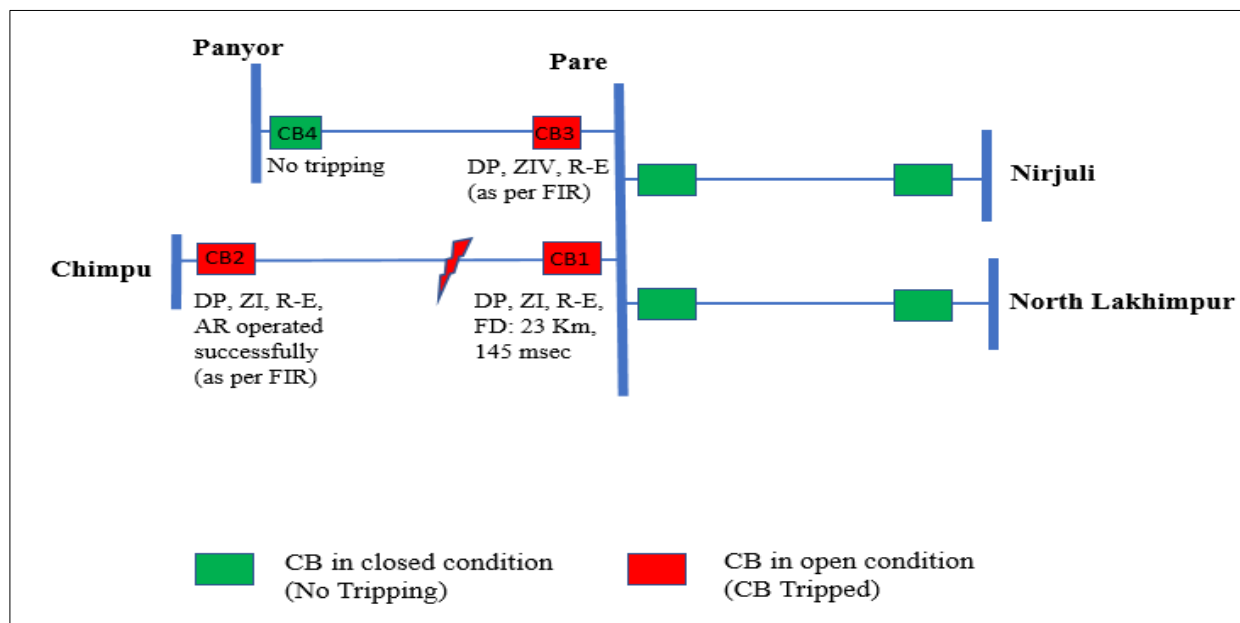 Panyor
Pare
CB4
CB3
No tripping
DP, ZIV, R-E
(as per FIR)
Nirjuli
Chimpu
CB2
CB1
DP, ZI, R-E,
AR operated
successfully
(as per FIR)
DP, ZI, R-E,
FD: 23 Km,
145 msec
North Lakhimpur
CB in closed condition
(No Tripping)
CB in open condition
(CB Tripped)